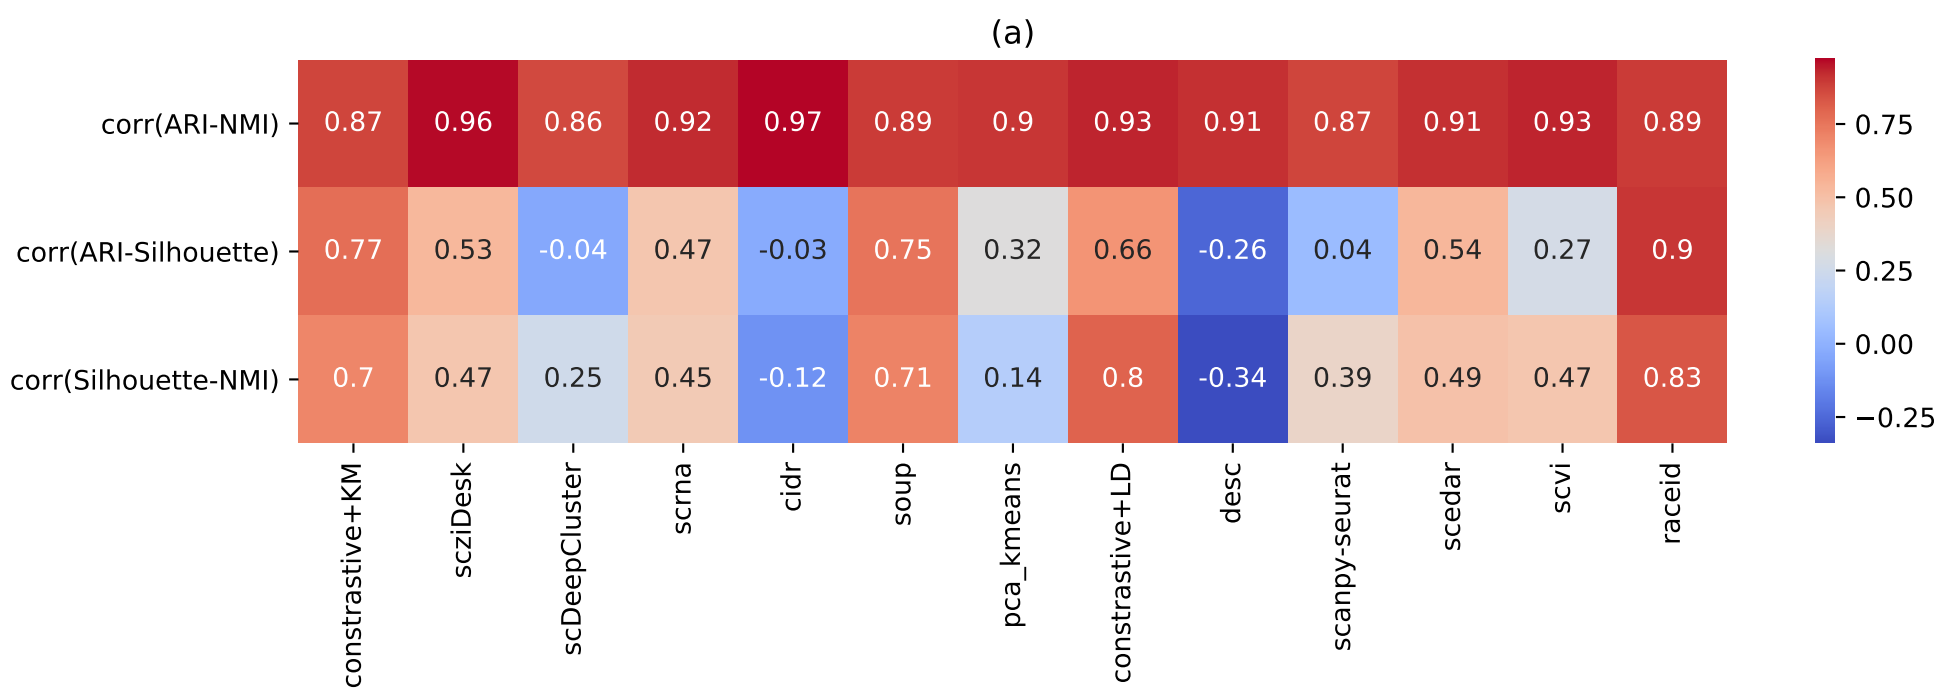 (a)
corr(ARI-NMI) 0.87 0.96 0.86 0.92 0.97 0.89 0.9 0.93 0.91 0.87 0.91 0.93 0.89
corr(ARI-Silhouette) 0.77 0.53 -0.04 0.47 -0.03 0.75 0.32 0.66 -0.26 0.04 0.54 0.27 0.9
corr(Silhouette-NMI) 0.7 0.47 0.25 0.45 -0.12 0.71 0.14 0.8 -0.34 0.39 0.49 0.47 0.83
constrastive+KM
scziDesk
scDeepCluster
scrna
cidr
soup
pca_kmeans
constrastive+LD
desc
scanpy-seurat
scedar
scvi
raceid
0.75
0.50
0.25
0.00
−0.25